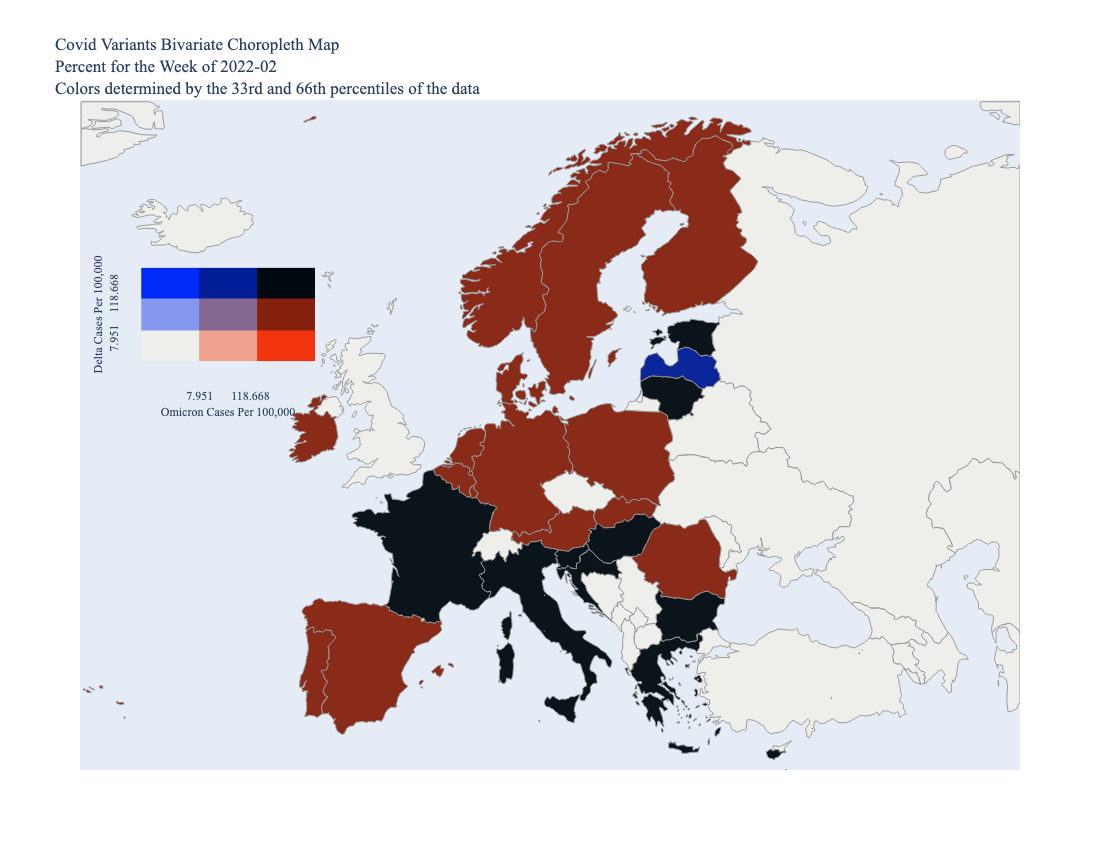 Covid Variants Bivariate Choropleth Map
Percent for the Week of 2022-02
Colors determined by the 33rd and 66th percentiles of the data
Delta Cases Per 100,000
7.951 118.668
7.951 118.668
Omicron Cases Per 100,000